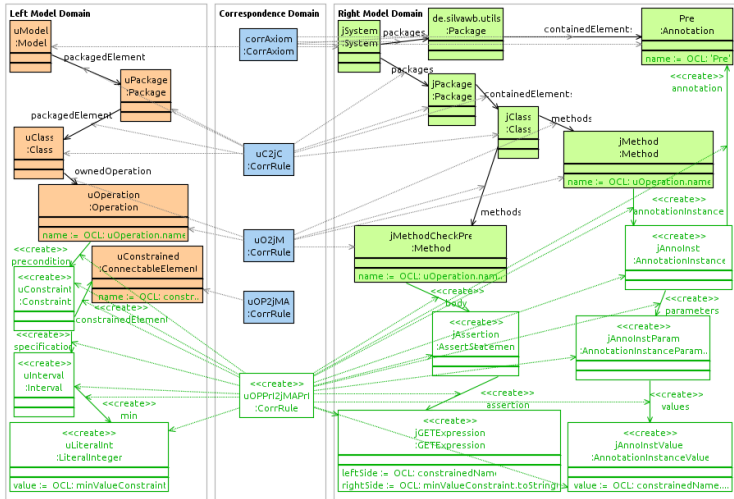 Left Model Domain
Correspondence Domain
Right Model Domain
uModel
:Model
packagedElement
uPackage
:Package
packagedElement
uClass
:Class
ownedOperation
uOperation
:Operation
name := OCL: uOperation.name
<<create>>
precondition
uConstrained
:ConnectableElement
name := OCL: constr...
<<create>>
uConstraint
:Constraint
<<create>>
constrainedElement
<<create>>
specification
<<create>>
uInterval
:Interval
<<create>>
min
<<create>>
uLiteralInt
:LiteralInteger
value := OCL: minValueConstraint
corrAxiom
:CorrAxiom
uC2jC
:CorrRule
uO2jM
:CorrRule
uOP2jMA
:CorrRule
<<create>>
uOPPrI2jMAPrI
:CorrRule
jSystem
:System
packages
de.silvawb.utils
:Package
containedElements
Pre
:Annotation
name := OCL: 'Pre'
packages
jPackage
:Package
containedElements
<<create>>
annotation
jClass
:Class
methods
jMethod
:Method
name := OCL: uOperation.name
methods
<<create>>
annotationInstance
jMethodCheckPre
:Method
name := OCL: uOperation.nam...
<<create>>
jAnnoInst
:AnnotationInstance
<<create>>
body
<<create>>
parameters
<<create>>
jAssertion
:AssertStatement
<<create>>
jAnnoInstParam
:AnnotationInstanceParam...
<<create>>
assertion
<<create>>
values
<<create>>
jGETExpression
:GETExpression
leftSide := OCL: constrainedName
rightSide := OCL: minValueConstraint.toString
<<create>>
jAnnoInstValue
:AnnotationInstanceValue
value := OCL: constrainedName....